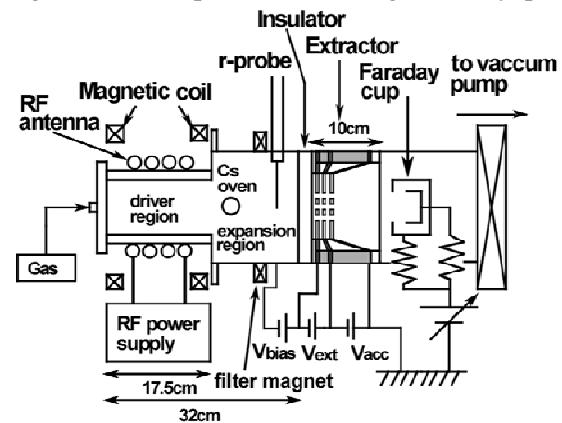 Insulator
Extractor
r-probe
Faraday
cup
to vaccum
pump
RF
antenna
Magnetic coil
10cm
Cs
oven
driver
region
expansion
region
Gas
RF power
supply
Vbias
Vext
Vacc
filter magnet
17.5cm
32cm